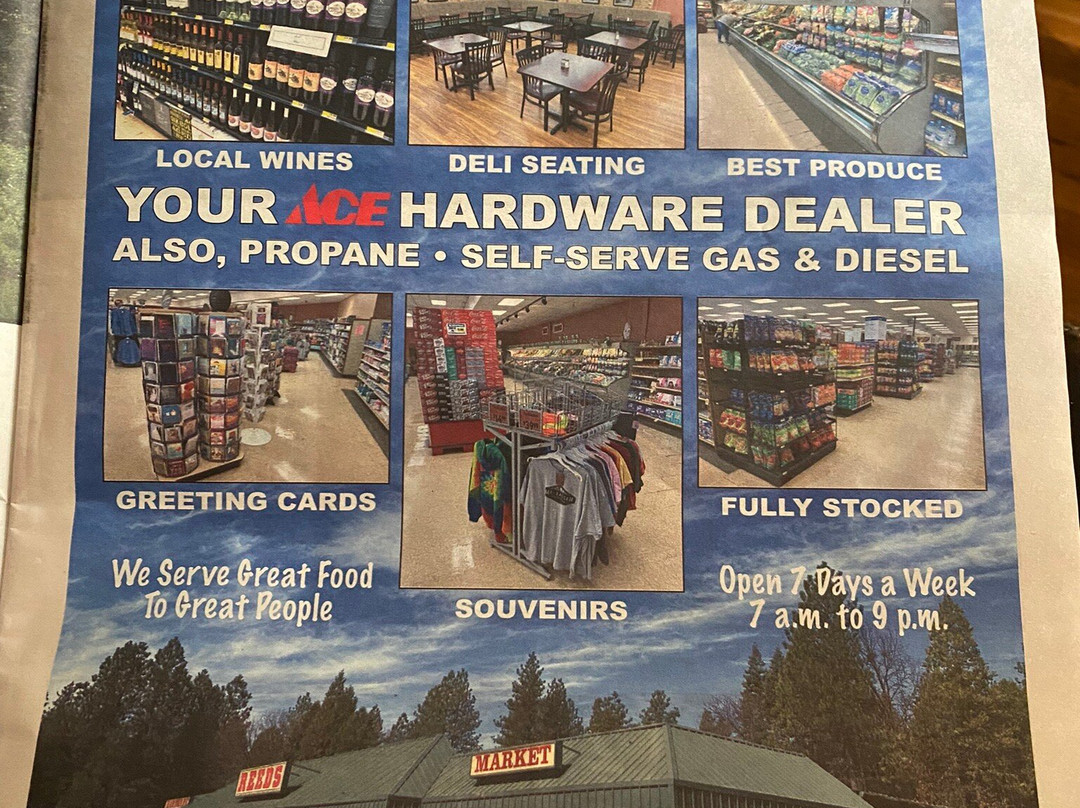 LOCAL WINES
DELI SEATING
BEST PRODUCE
YOUR ACE HARDWARE DEALER
ALSO, PROPANE • SELF-SERVE GAS & DIESEL
GREETING CARDS
SOUVENIRS
FULLY STOCKED
We Serve Great Food
To Great People
Open 7 Days a Week
7 a.m. to 9 p.m.
REEDS
MARKET